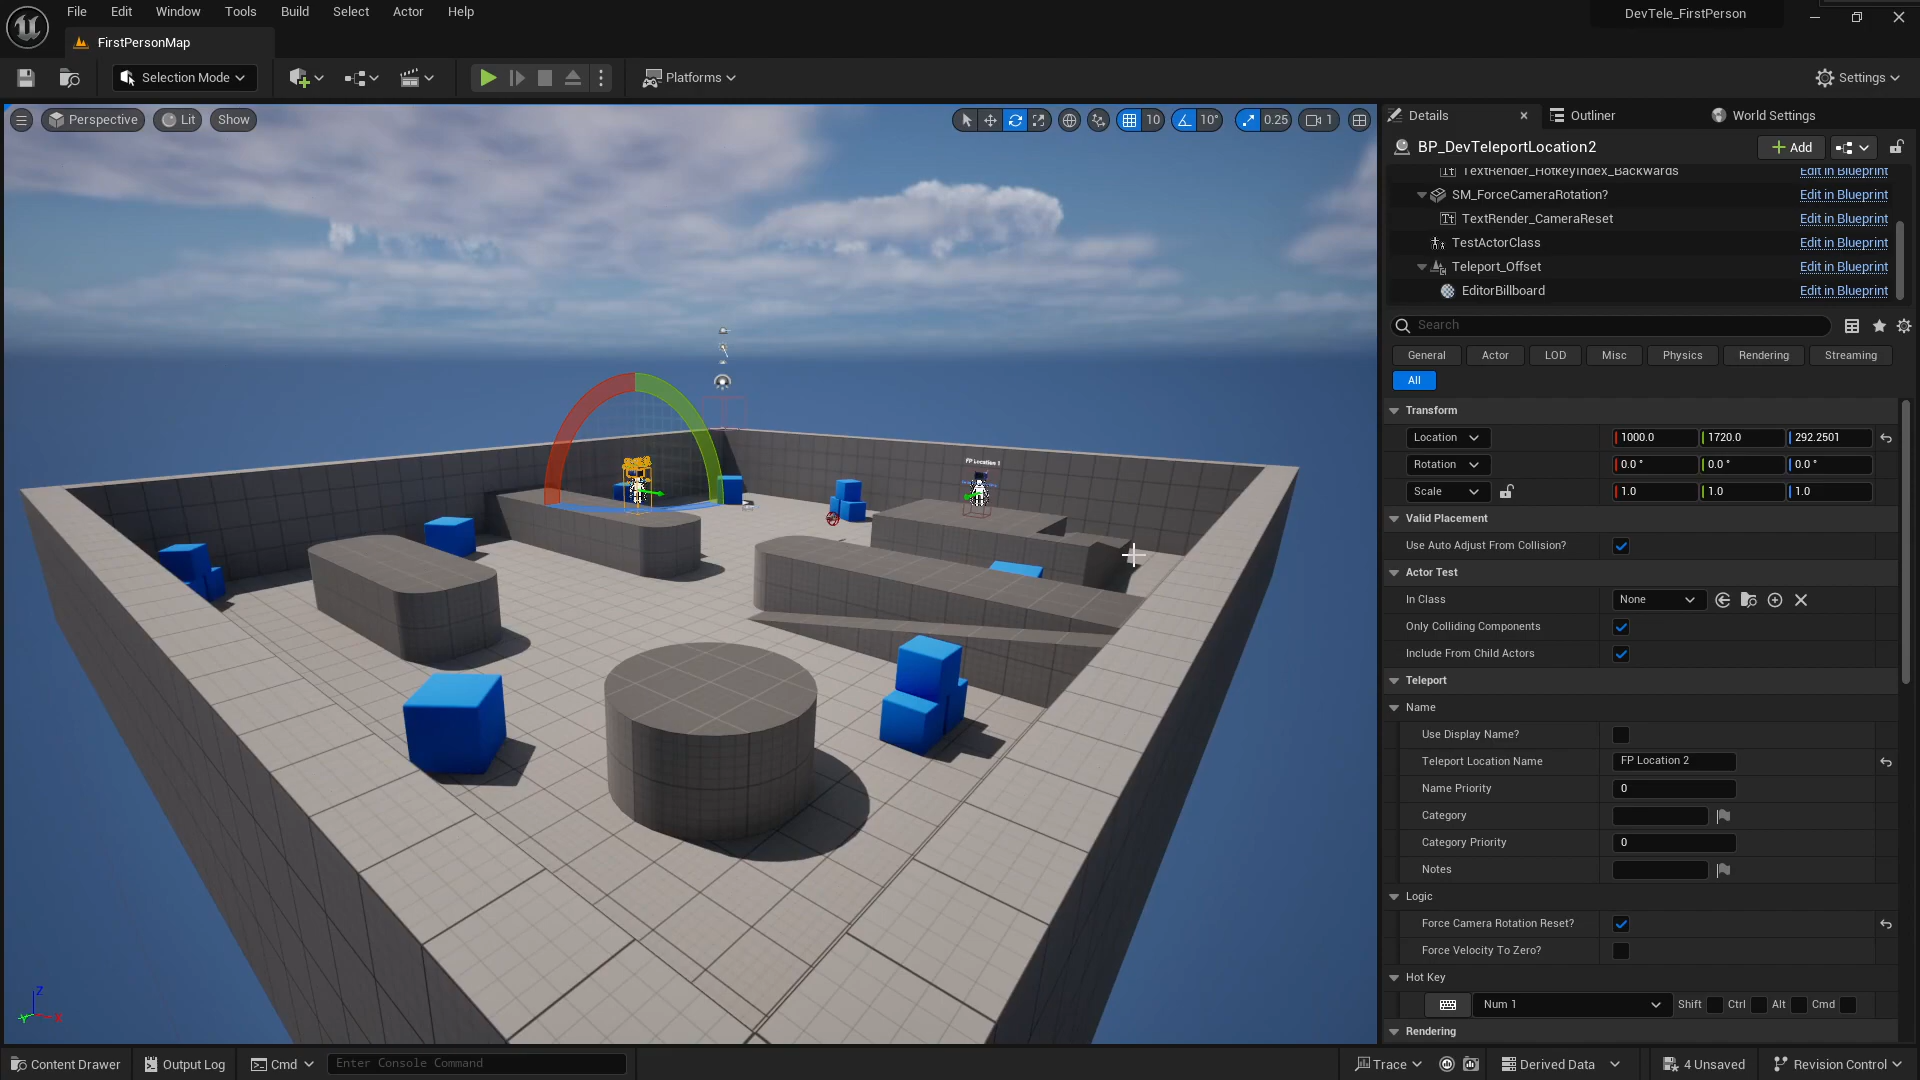 File Edit Window Tools Build Select Actor Help
DevTele_FirstPerson
FirstPersonMap
Selection Mode
Platforms
Settings
Perspective Lit Show
10 10° 0.25 1
Details Outliner World Settings
BP_DevTeleportLocation2 Add
TextRender_HotkeyIndex_Backwards Edit in Blueprint
SM_ForceCameraRotation? Edit in Blueprint
TextRender_CameraReset Edit in Blueprint
TestActorClass Edit in Blueprint
Teleport_Offset Edit in Blueprint
EditorBillboard Edit in Blueprint
Search
General Actor LOD Misc Physics Rendering Streaming
All
Transform
Location 1000.0 1720.0 292.2501
Rotation 0.0 ° 0.0 ° 0.0 °
Scale 1.0 1.0 1.0
Valid Placement
Use Auto Adjust From Collision?
Actor Test
In Class None
Only Colliding Components
Include From Child Actors
Teleport
Name
Use Display Name?
Teleport Location Name FP Location 2
Name Priority 0
Category
Category Priority 0
Notes
Logic
Force Camera Rotation Reset?
Force Velocity To Zero?
Hot Key
Num 1 Shift Ctrl Alt Cmd
Rendering
FP Location 1
Z
Content Drawer Output Log Cmd Enter Console Command
Trace Derived Data 4 Unsaved Revision Control